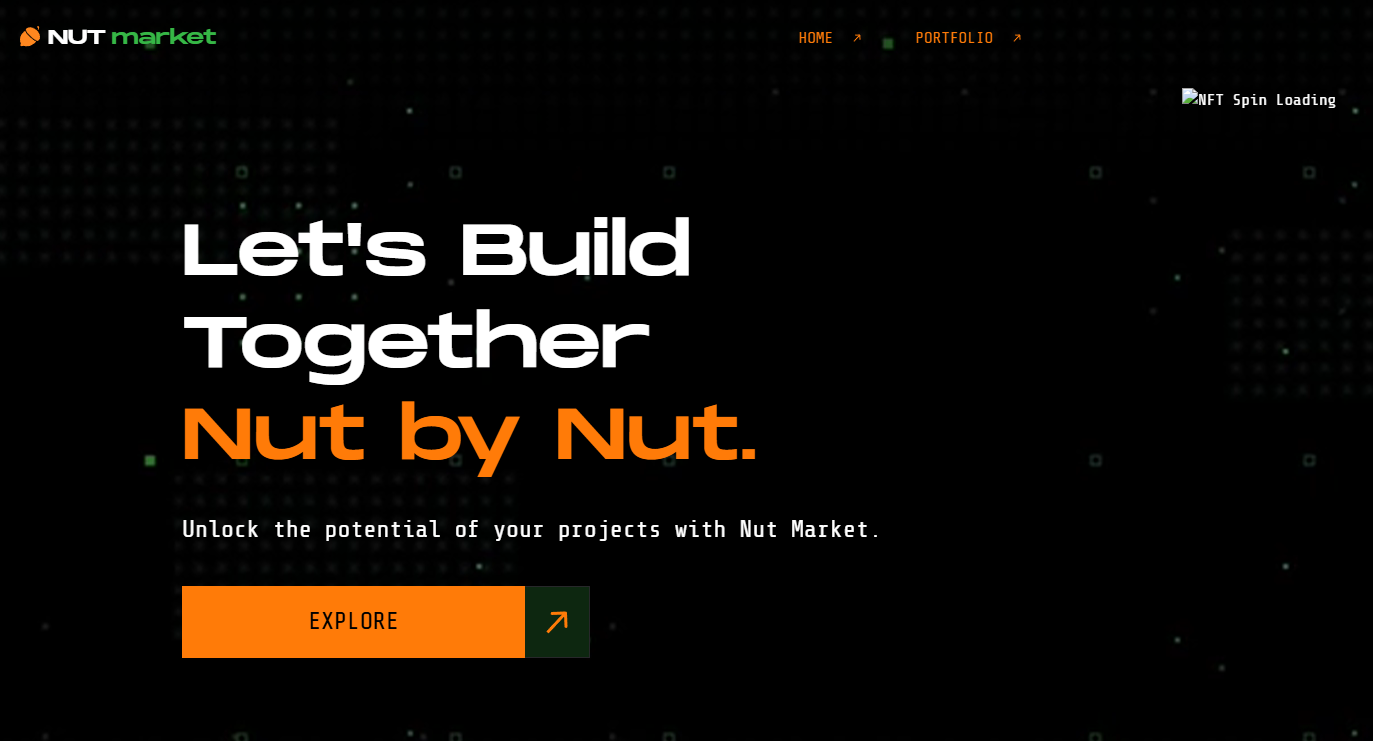 NUT market
HOME
PORTFOLIO
NFT Spin Loading
Let's Build
Together
Nut by Nut.
Unlock the potential of your projects with Nut Market.
EXPLORE